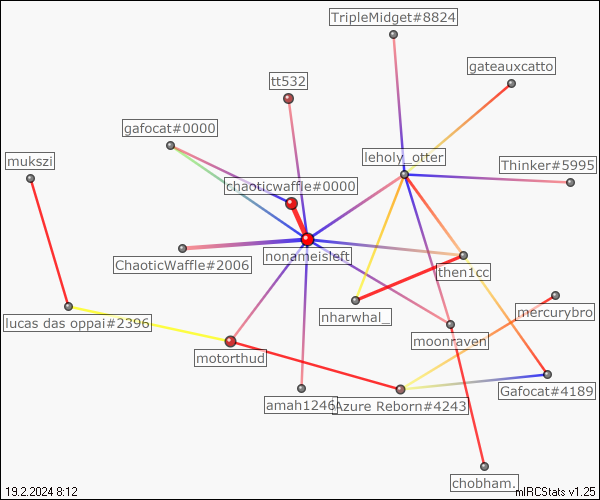 TripleMidget#8824
gateauxcatto
tt532
gafocat#0000
mukszi
leholy_otter
Thinker#5995
chaoticwaffle#0000
nonameisleft
ChaoticWaffle#2006
then1cc
nharwhal_
mercurybro
lucas das oppai#2396
moonraven
motorthud
Gafocat#4189
amah1246
Azure Reborn#4243
chobham.
19.2.2024 8:12
mIRCStats v1.25